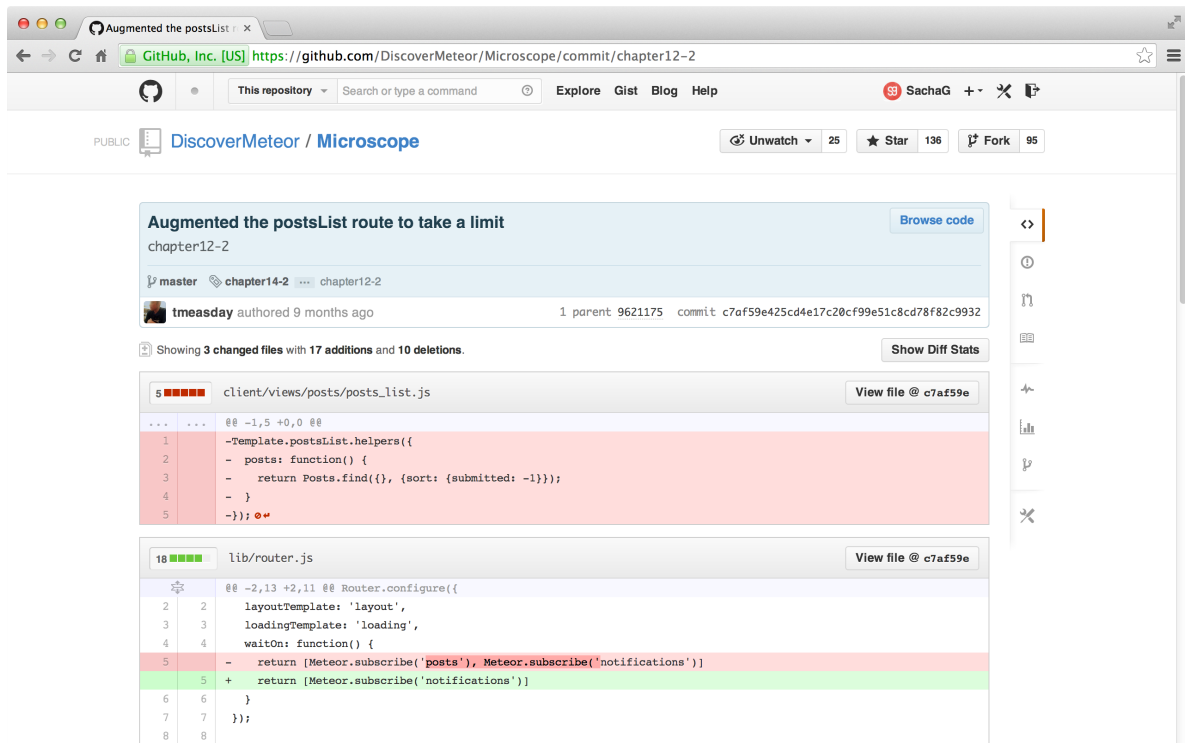 Augmented the postsList r
GitHub, Inc. [US] https://github.com/DiscoverMeteor/Microscope/commit/chapter12-2
This repository Search or type a command Explore Gist Blog Help SachaG
PUBLIC DiscoverMeteor / Microscope Unwatch 25 Star 136 Fork 95
Augmented the postsList route to take a limit Browse code
chapter12-2
master chapter14-2 ... chapter12-2
tmeasday authored 9 months ago 1 parent 9621175 commit c7af59e425cd4e17c20cf99e51c8cd78f82c9932
Showing 3 changed files with 17 additions and 10 deletions. Show Diff Stats
5 client/views/posts/posts_list.js View file @ c7af59e
... ... @@ -1,5 +0,0 @@
1 -Template.postsList.helpers({
2 - posts: function() {
3 - return Posts.find({}, {sort: {submitted: -1}});
4 - }
5 -});
18 lib/router.js View file @ c7af59e
@@ -2,13 +2,11 @@ Router.configure({
2 2 layoutTemplate: 'layout',
3 3 loadingTemplate: 'loading',
4 4 waitOn: function() {
5 - return [Meteor.subscribe('posts'), Meteor.subscribe('notifications')]
5 + return [Meteor.subscribe('notifications')]
6 6 }
7 7 });
8 8